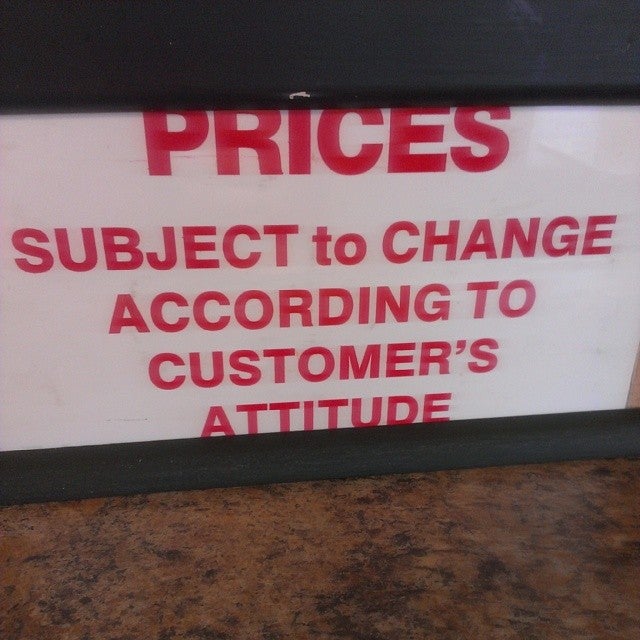 PRICES
SUBJECT to CHANGE
ACCORDING TO
CUSTOMER'S
ATTITUDE